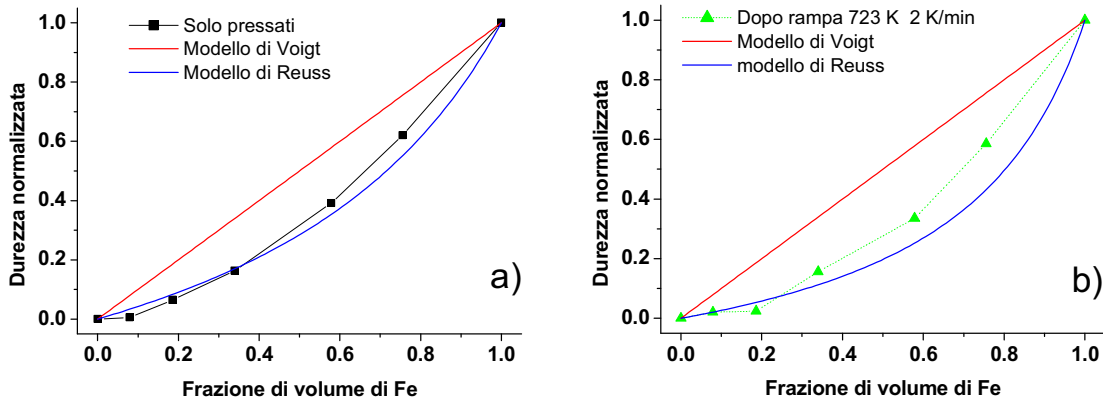 Solo pressati
Modello di Voigt
Modello di Reuss
Durezza normalizzata
1.0
0.8
0.6
0.4
0.2
0.0
a)
0.0 0.2 0.4 0.6 0.8 1.0
Frazione di volume di Fe
Dopo rampa 723 K 2 K/min
Modello di Voigt
modello di Reuss
Durezza normalizzata
1.0
0.8
0.6
0.4
0.2
0.0
b)
0.0 0.2 0.4 0.6 0.8 1.0
Frazione di volume di Fe